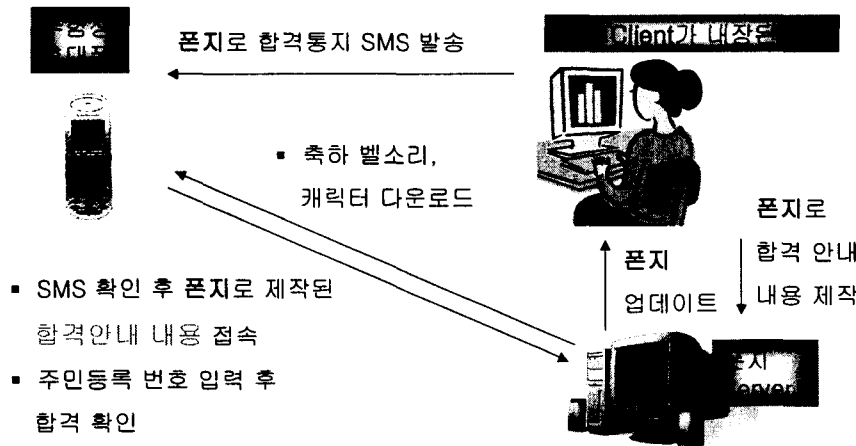 폰지로 합격통지 SMS 발송
Client가 내장된
▪ 축하 벨소리,
캐릭터 다운로드
폰지로
합격 안내
내용 제작
폰지
업데이트
▪ SMS 확인 후 폰지로 제작된
합격안내 내용 접속
▪ 주민등록 번호 입력 후
합격 확인